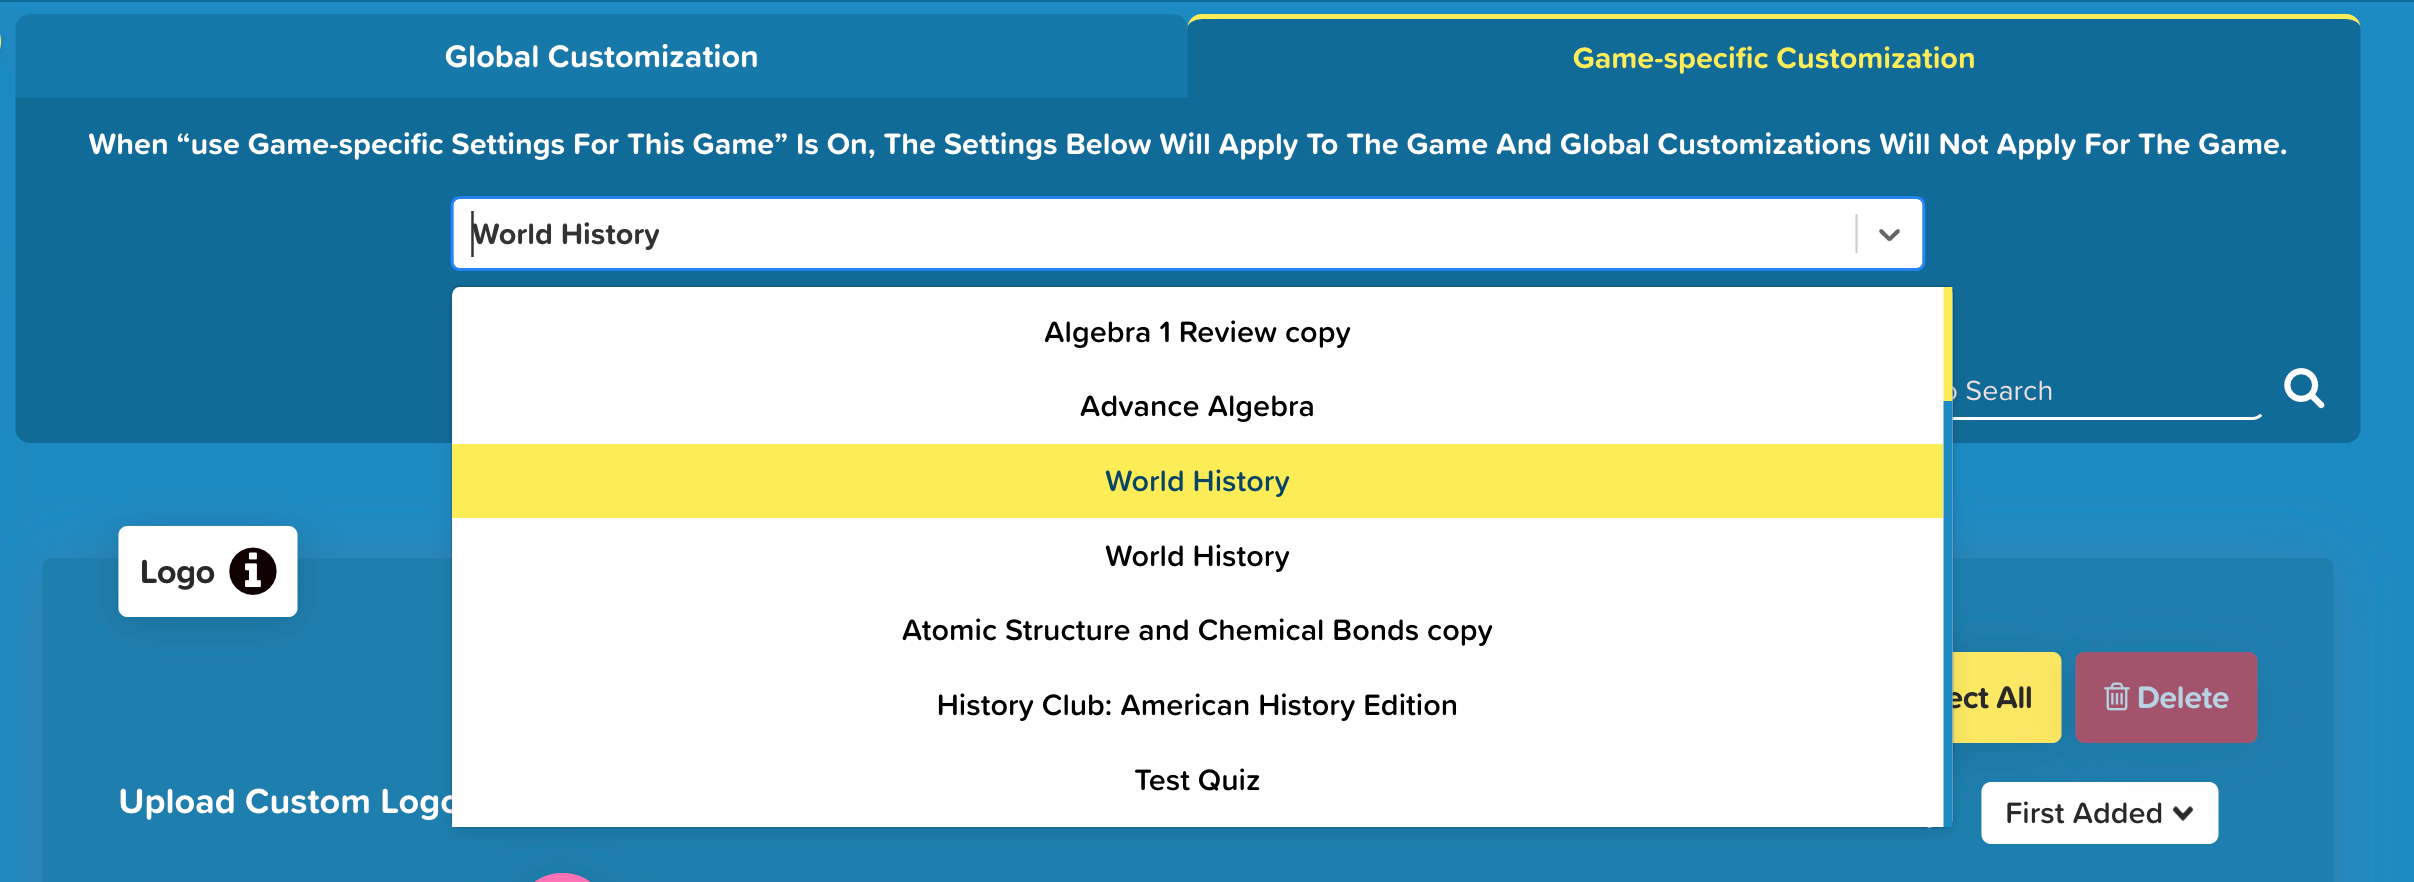 Global Customization
Game-specific Customization
When “use Game-specific Settings For This Game” Is On, The Settings Below Will Apply To The Game And Global Customizations Will Not Apply For The Game.
World History
Algebra 1 Review copy
Advance Algebra
Search
World History
World History
Logo
Atomic Structure and Chemical Bonds copy
History Club: American History Edition
All
Delete
Test Quiz
Upload Custom Logo
First Added